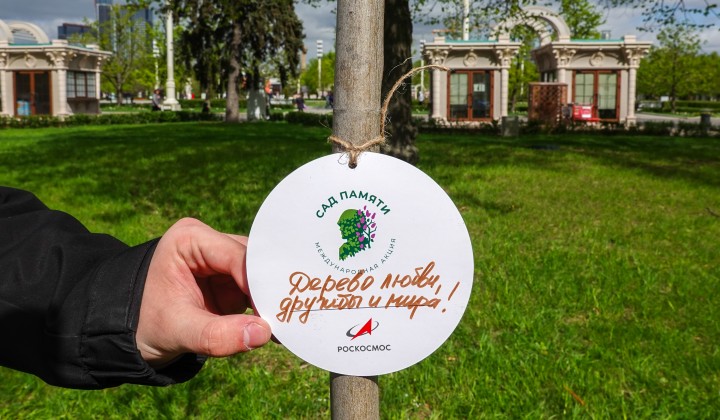 САД ПАМЯТИ
МЕЖДУНАРОДНАЯ АКЦИЯ
Дерево любви,
дружбы и мира!
РОСКОСМОС